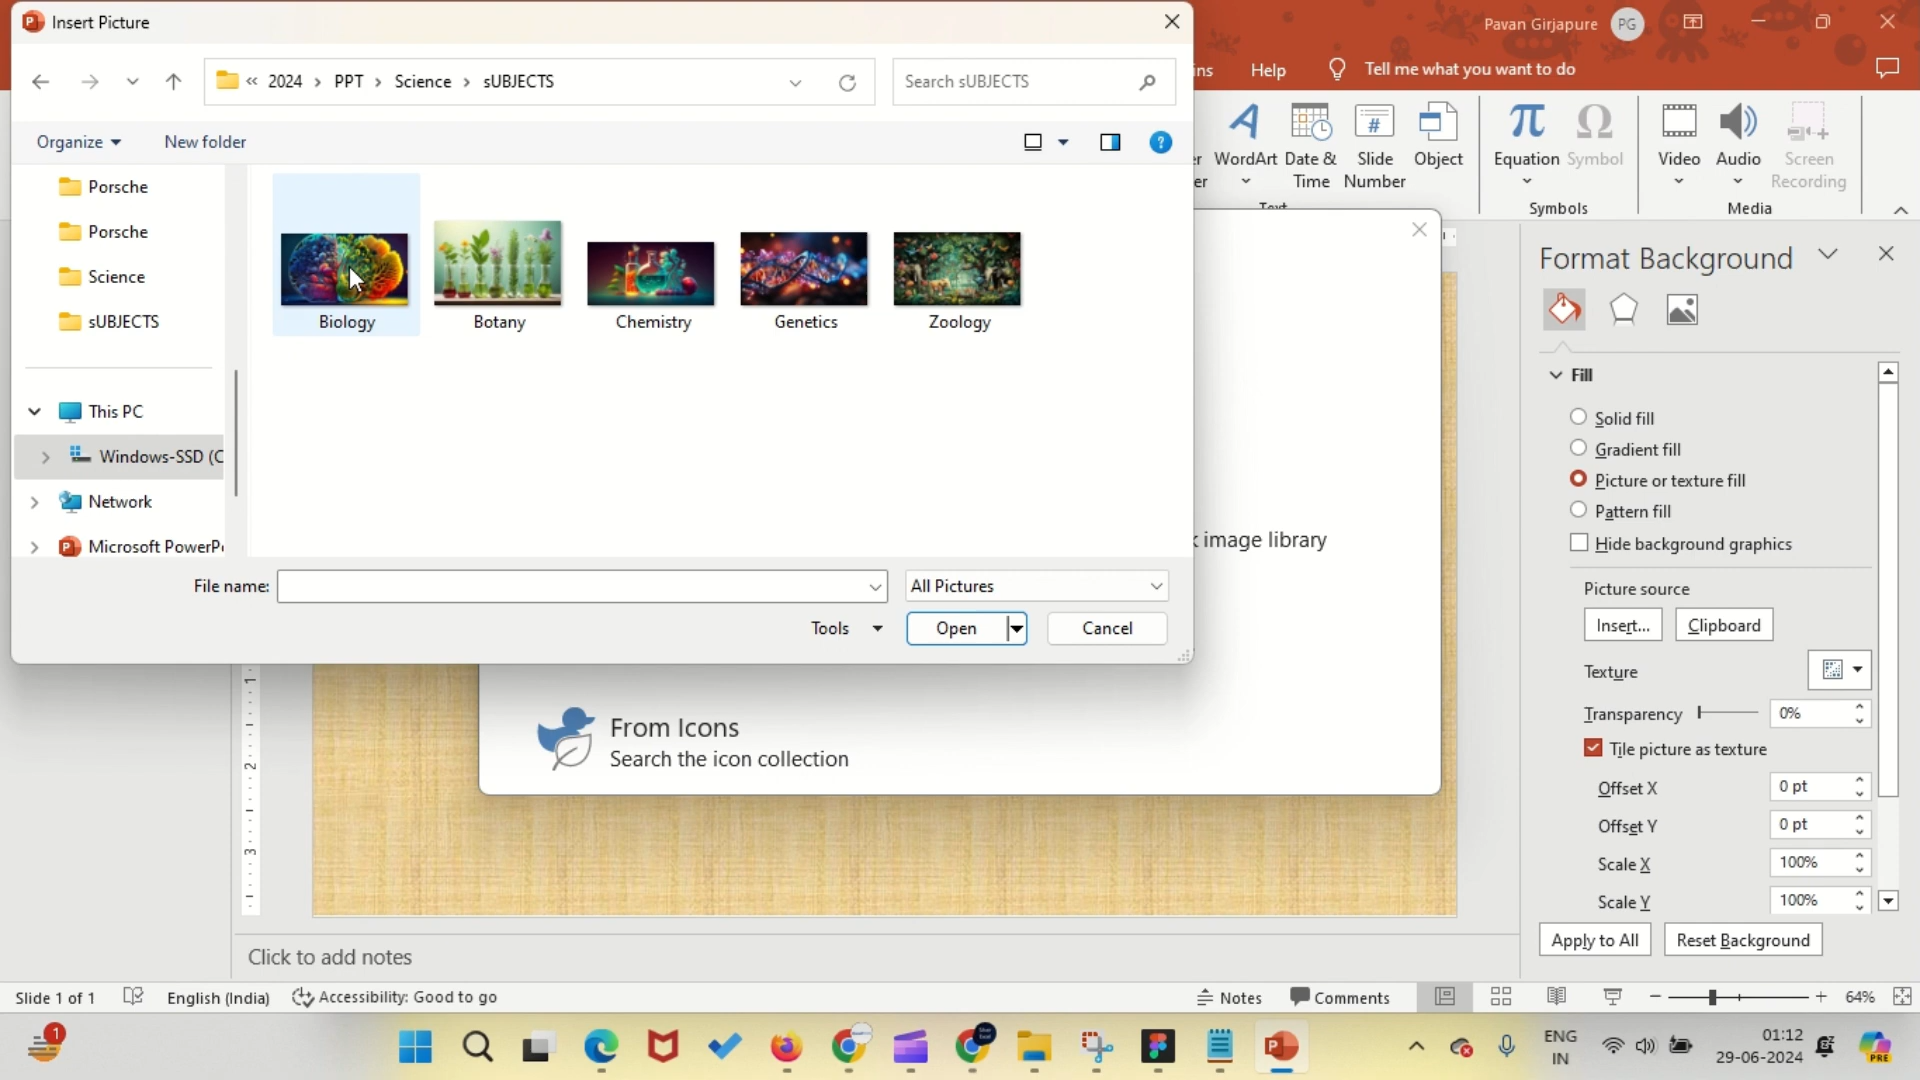 Insert Picture
Pavan Girjapure PG
« 2024 › PPT › Science › sUBJECTS
Search sUBJECTS
Help
Tell me what you want to do
Organize
New folder
WordArt
Date & Time
Slide Number
Object
Equation
Symbol
Video
Audio
Screen Recording
Symbols
Media
Porsche
Porsche
Science
sUBJECTS
This PC
Windows-SSD (C
Network
Biology
Botany
Chemistry
Genetics
Zoology
File name:
All Pictures
Tools
Open
Cancel
image library
From Icons
Search the icon collection
Format Background
Fill
Solid fill
Gradient fill
Picture or texture fill
Pattern fill
Hide background graphics
Picture source
Insert...
Clipboard
Texture
Transparency
0%
Tile picture as texture
Offset X
0 pt
Offset Y
0 pt
Scale X
100%
Scale Y
100%
Apply to All
Reset Background
1
2
3
Click to add notes
Slide 1 of 1
English (India)
Accessibility: Good to go
Notes
Comments
64%
1
ENG
IN
01:12
29-06-2024
PRE